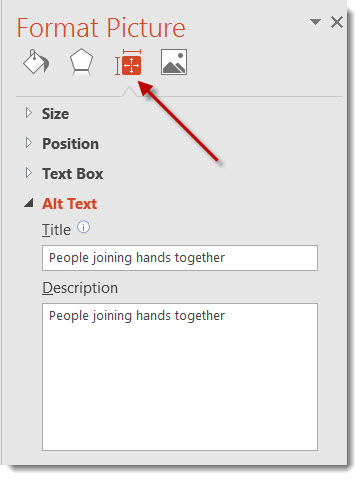 Format Picture
Size
Position
Text Box
Alt Text
Title
People joining hands together
Description
People joining hands together